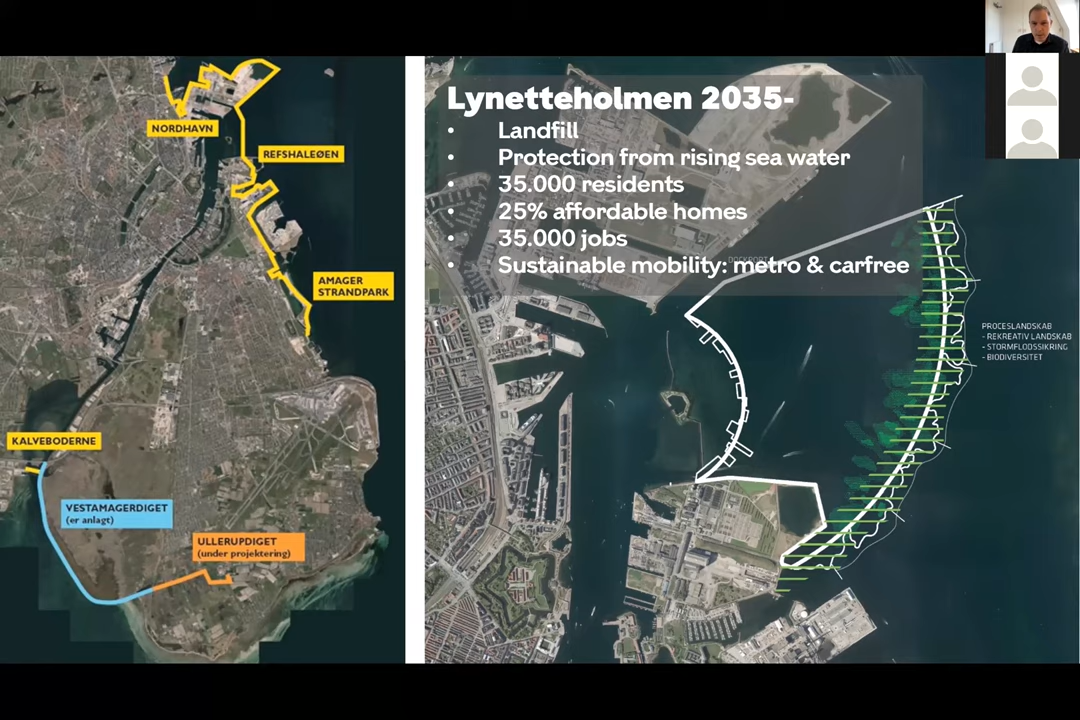 NORDHAVN
REFSHALEØEN
AMAGER
STRANDPARK
KALVEBODERNE
VESTAMAGERDIGET
(er anlagt)
ULLERUPDIGET
(under projektering)
Lynetteholmen 2035-
• Landfill
• Protection from rising sea water
• 35.000 residents
• 25% affordable homes
• 35.000 jobs
• Sustainable mobility: metro & carfree
PROCESLANDSKAB
- REKREATIV LANDSKAB
- STORMFLODSSIKRING
- BIODIVERSITET